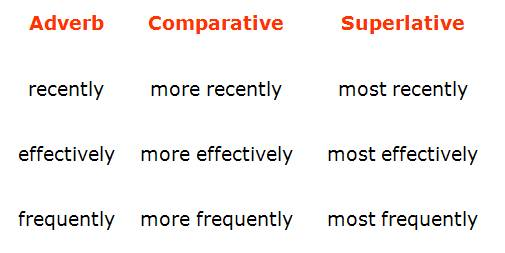 Adverb Comparative Superlative
recently more recently most recently
effectively more effectively most effectively
frequently more frequently most frequently